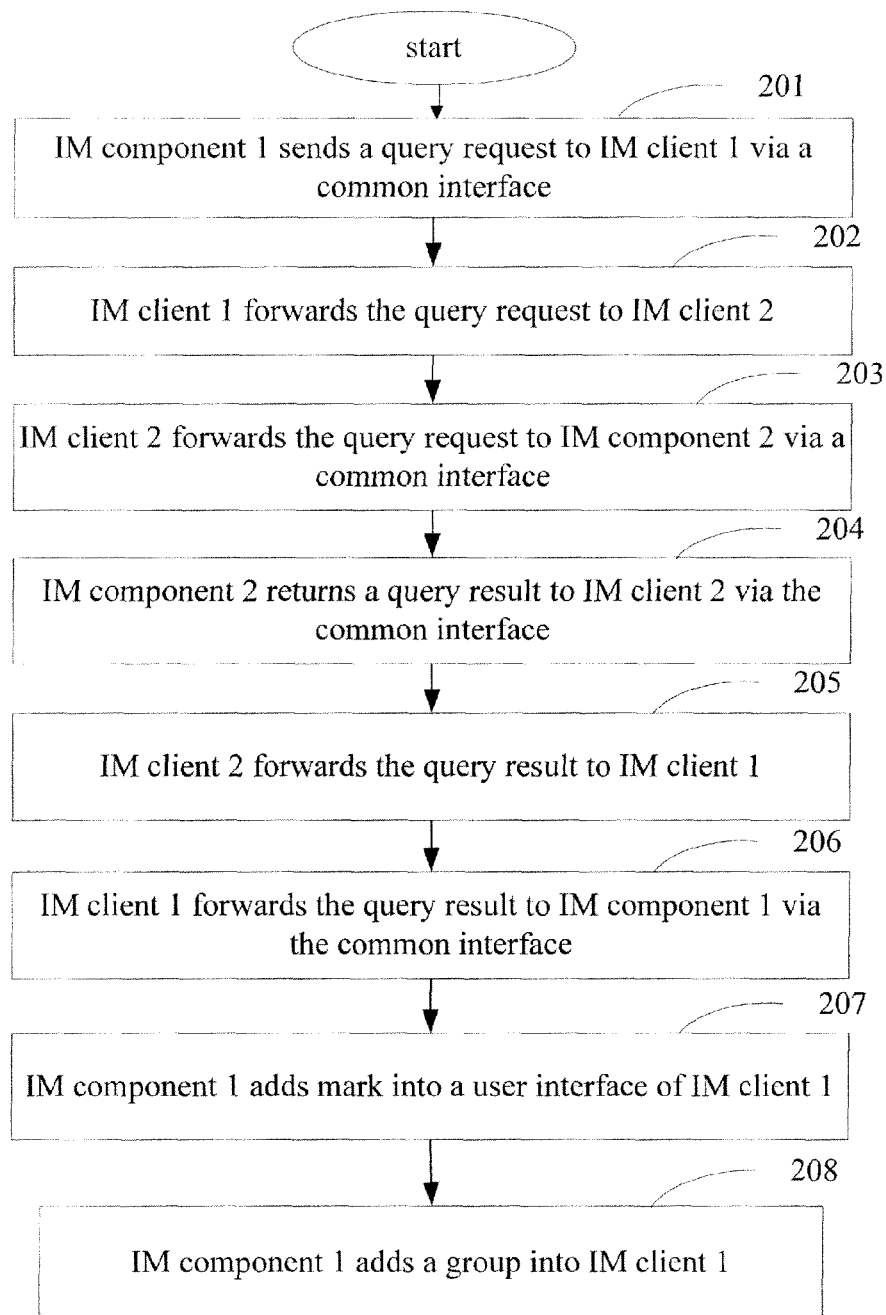 start
201
IM component 1 sends a query request to IM client 1 via a
common interface
202
IM client 1 forwards the query request to IM client 2
203
IM client 2 forwards the query request to IM component 2 via a
common interface
204
IM component 2 returns a query result to IM client 2 via the
common interface
205
IM client 2 forwards the query result to IM client 1
206
IM client 1 forwards the query result to IM component 1 via
the common interface
207
IM component 1 adds mark into a user interface of IM client 1
208
IM component 1 adds a group into IM client 1